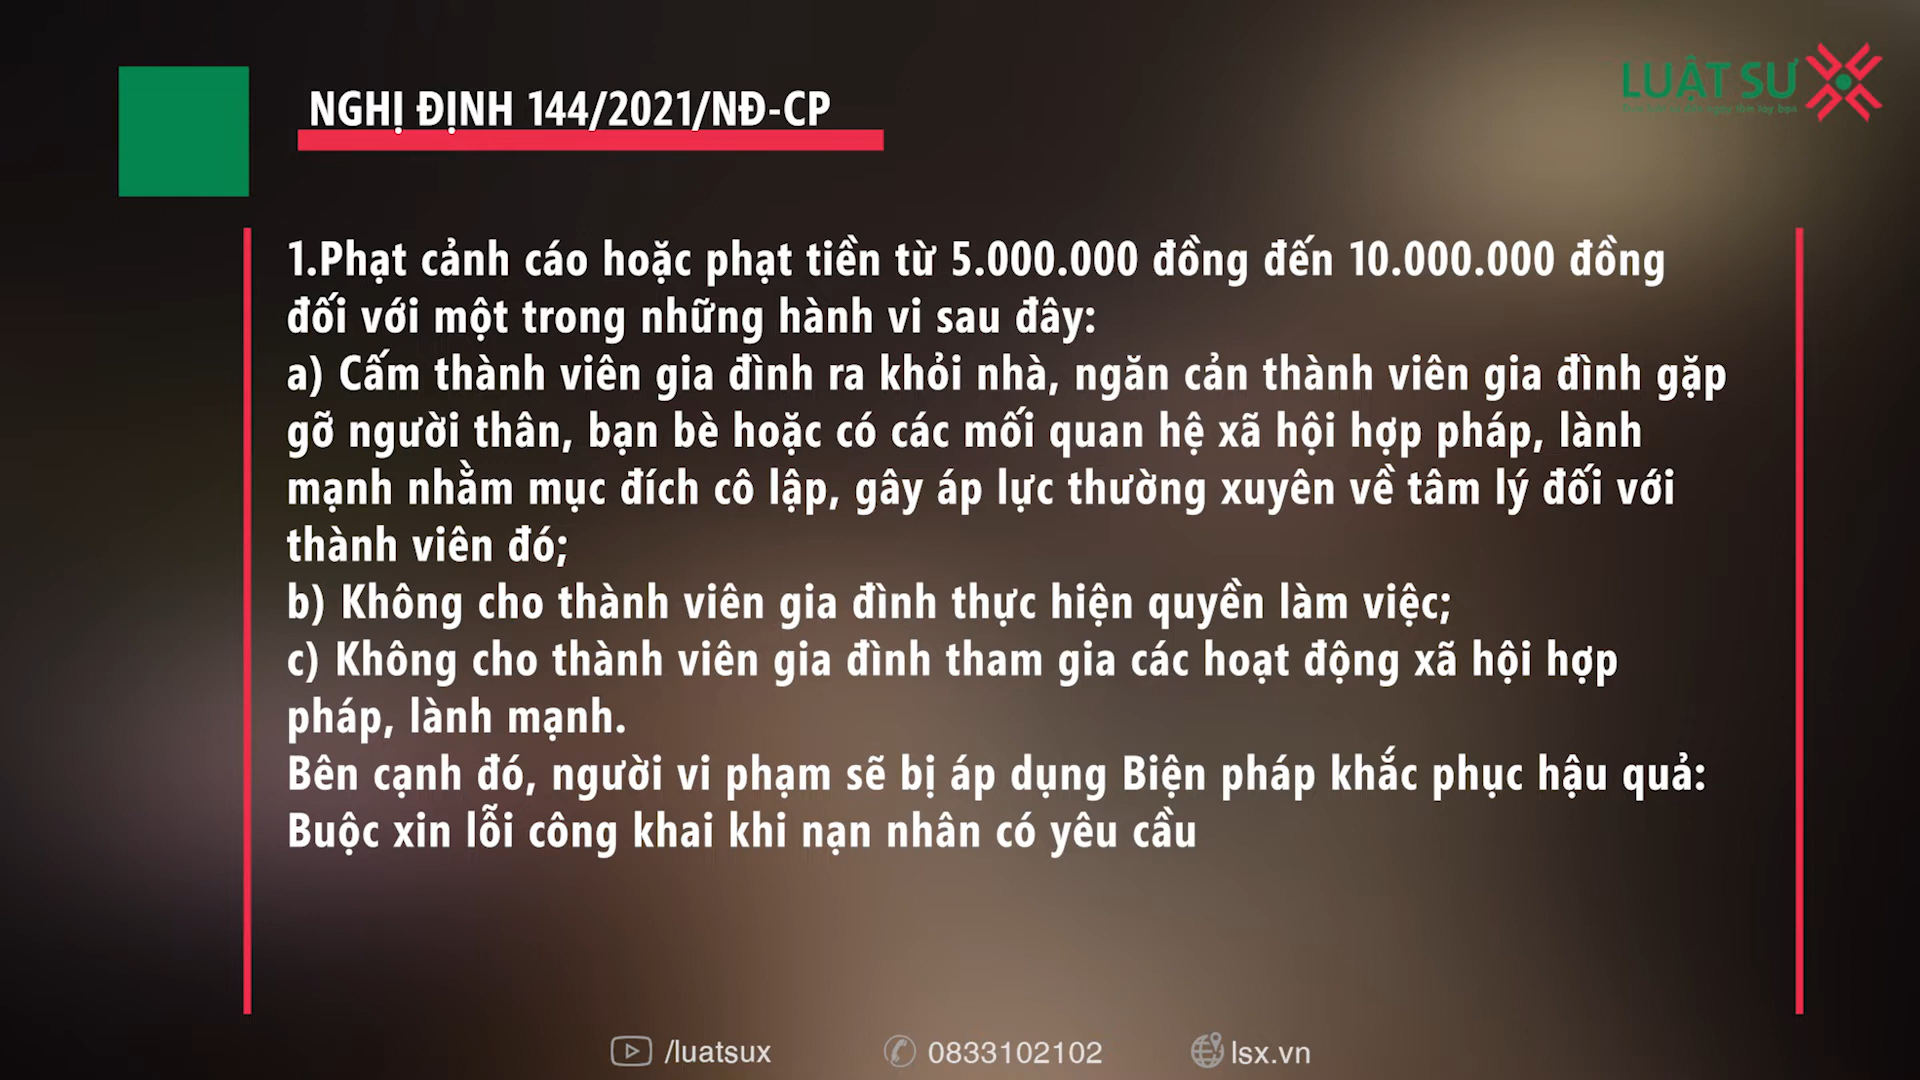 NGHỊ ĐỊNH 144/2021/NĐ-CP
LUẬT SƯ
1.Phạt cảnh cáo hoặc phạt tiền từ 5.000.000 đồng đến 10.000.000 đồng
đối với một trong những hành vi sau đây:
a) Cấm thành viên gia đình ra khỏi nhà, ngăn cản thành viên gia đình gặp
gỡ người thân, bạn bè hoặc có các mối quan hệ xã hội hợp pháp, lành
mạnh nhằm mục đích cô lập, gây áp lực thường xuyên về tâm lý đối với
thành viên đó;
b) Không cho thành viên gia đình thực hiện quyền làm việc;
c) Không cho thành viên gia đình tham gia các hoạt động xã hội hợp
pháp, lành mạnh.
Bên cạnh đó, người vi phạm sẽ bị áp dụng Biện pháp khắc phục hậu quả:
Buộc xin lỗi công khai khi nạn nhân có yêu cầu
/luatsux
0833102102
lsx.vn